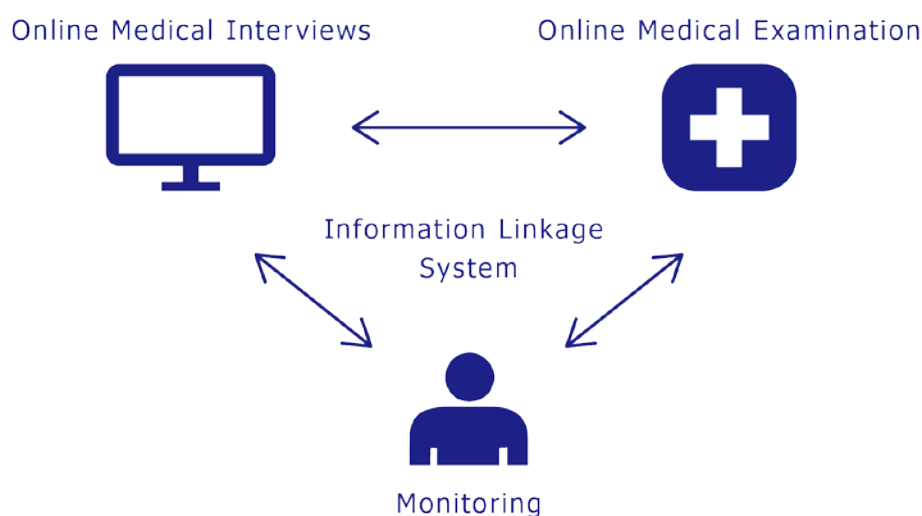 Online Medical Interviews
Online Medical Examination
Information Linkage
System
Monitoring